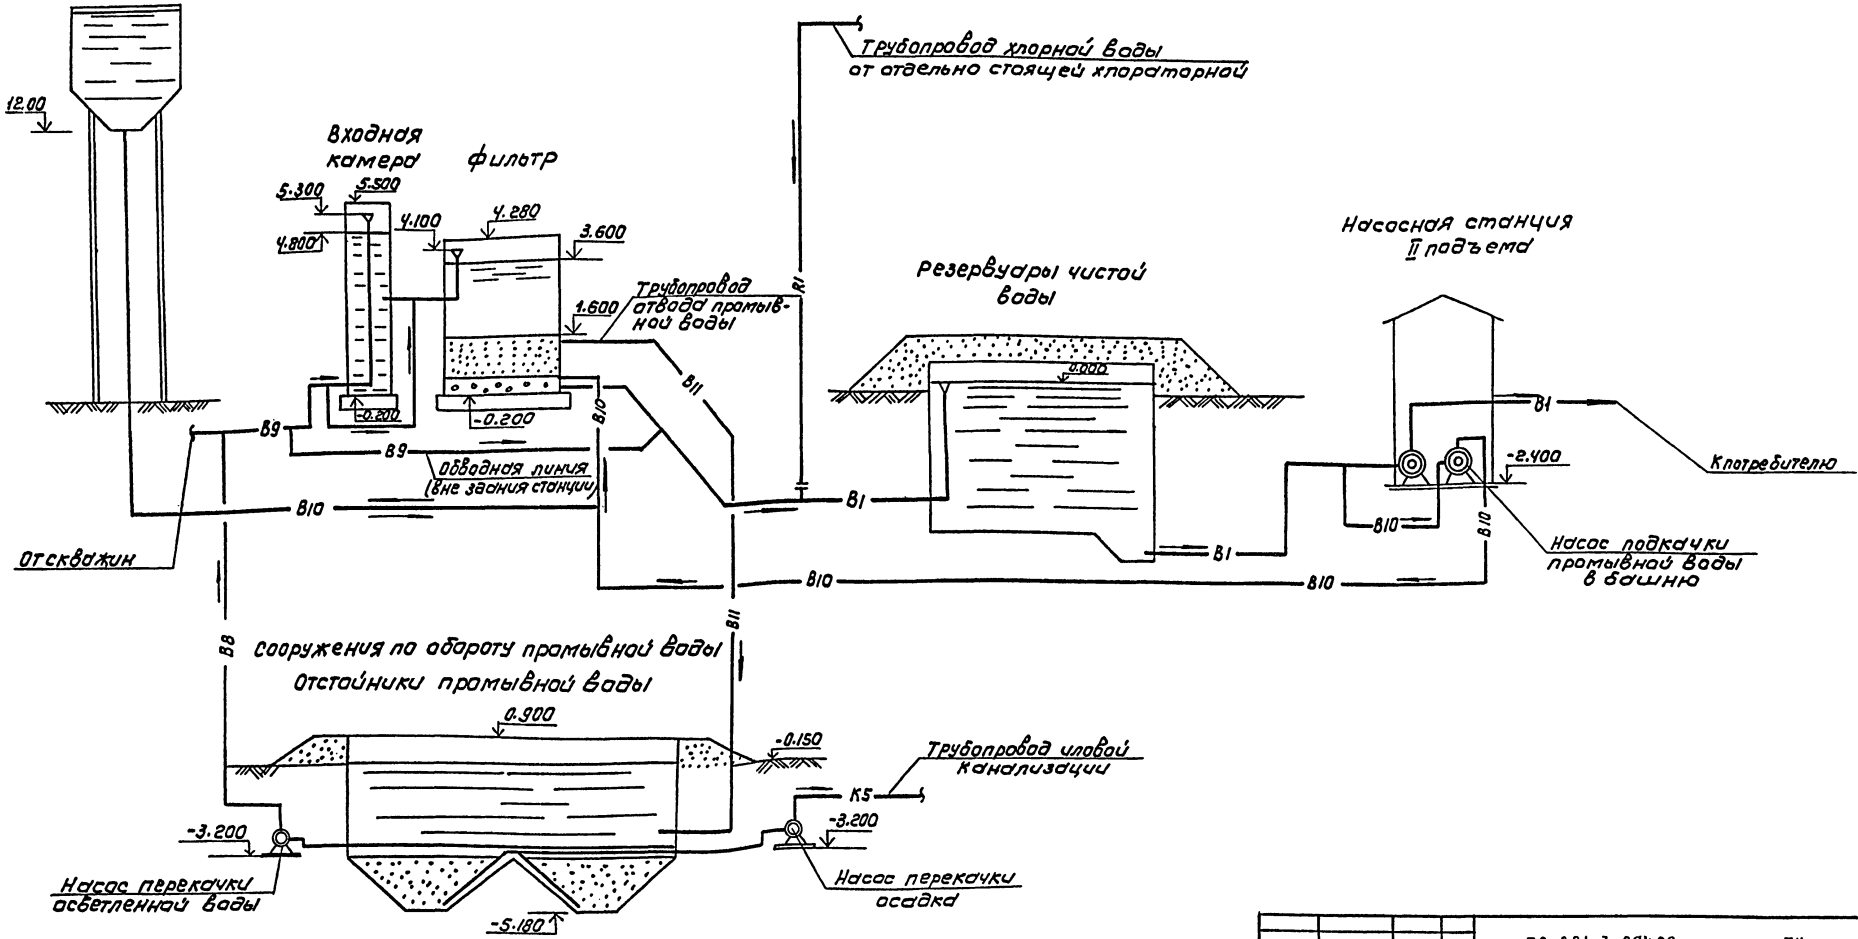 Трубопровод хлорной воды
от отдельно стоящей хлораторной
12.00
Входная
камера
фильтр
5.300
5.500
4.800
4.100
4.280
3.600
1.600
-0.200
-0.200
Трубопровод
отвода промыв-
ной воды
R1
Резервуары чистой
воды
0.000
Насосная станция
II подъема
В1
К потребителю
-2.400
В9
В9
Обводная линия
(вне здания станции)
В10
В11
В10
В1
В1
В10
В10
Насос подкачки
промывной воды
в башню
От скважин
В10
В10
В8
В11
Сооружения по обороту промывной воды
Отстойники промывной воды
0.900
-0.150
Трубопровод иловой
канализации
К5
-3.200
-3.200
Насос перекачки
осветленной воды
Насос перекачки
осадка
-5.180